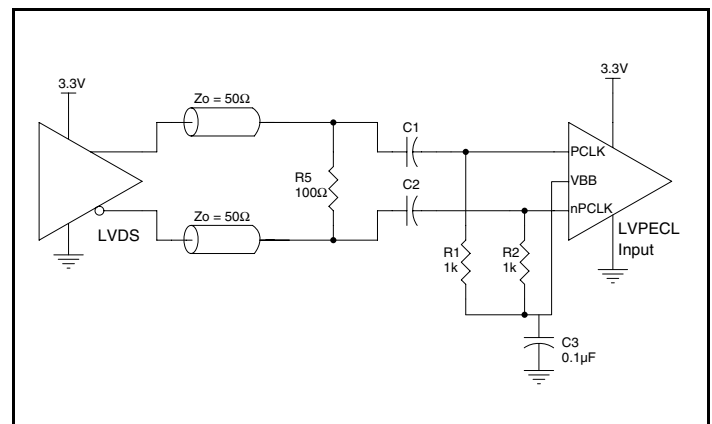 3.3V
3.3V
Zo = 50Ω
C1
PCLK
R5
100Ω
VBB
C2
nPCLK
Zo = 50Ω
LVDS
LVPECL
Input
R1
1k
R2
1k
C3
0.1µF